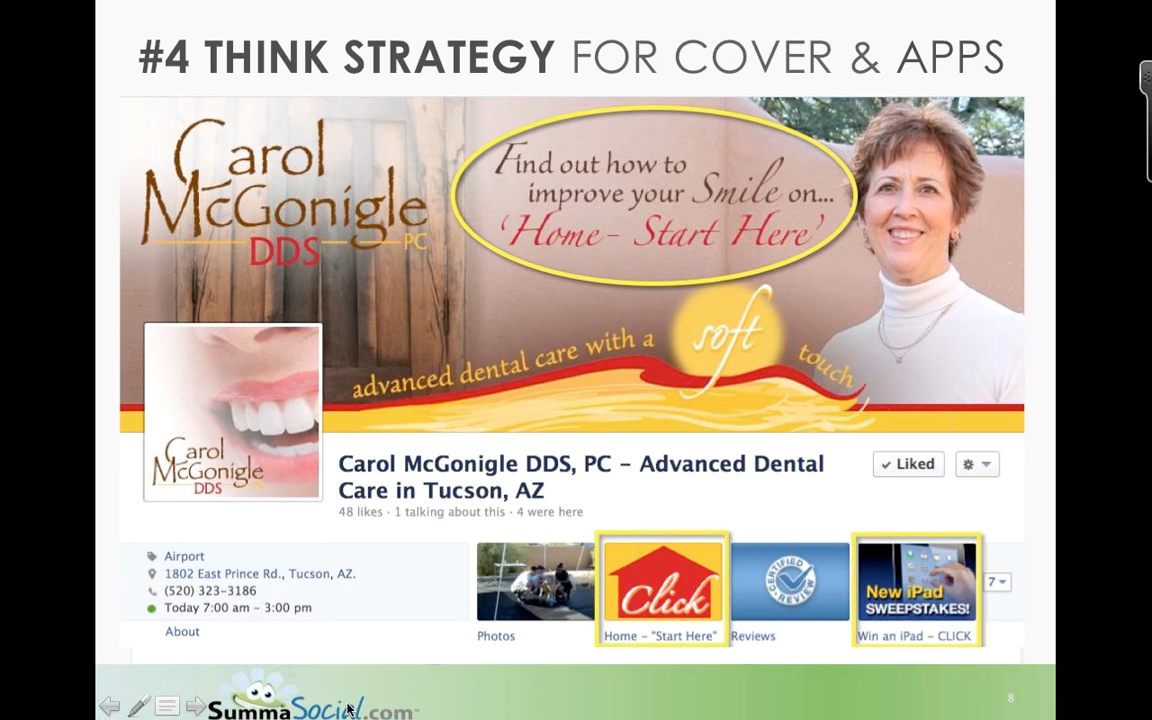 #4 THINK STRATEGY FOR COVER & APPS
Carol
McGonigle
DDS PC
Find out how to
improve your Smile on...
'Home- Start Here'
advanced dental care with a soft touch
Carol
McGonigle
DDS
Carol McGonigle DDS, PC – Advanced Dental
Care in Tucson, AZ
48 likes · 1 talking about this · 4 were here
Liked
Airport
1802 East Prince Rd., Tucson, AZ.
(520) 323-3186
Today 7:00 am – 3:00 pm
About
Click
CERTIFIED
REVIEW
New iPad
SWEEPSTAKES!
7
Photos
Home – "Start Here"
Reviews
Win an iPad – CLICK
SummaSocial.com
8